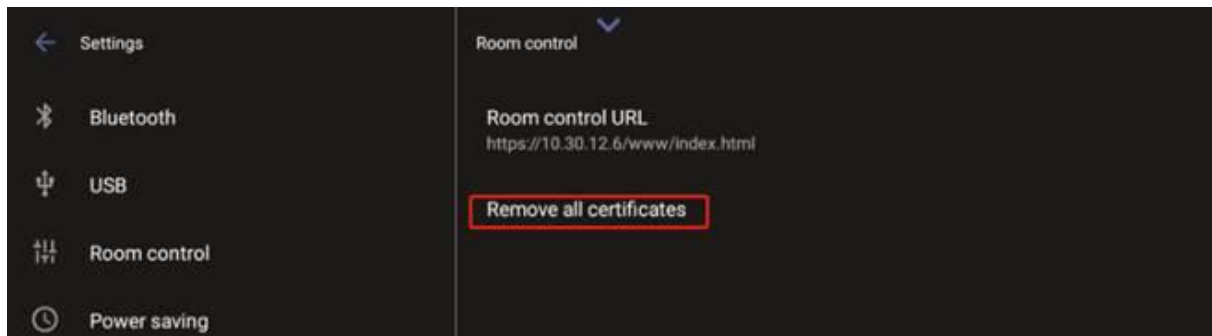 Settings
Bluetooth
USB
Room control
Power saving
Room control
Room control URL
https://10.30.12.6/www/index.html
Remove all certificates